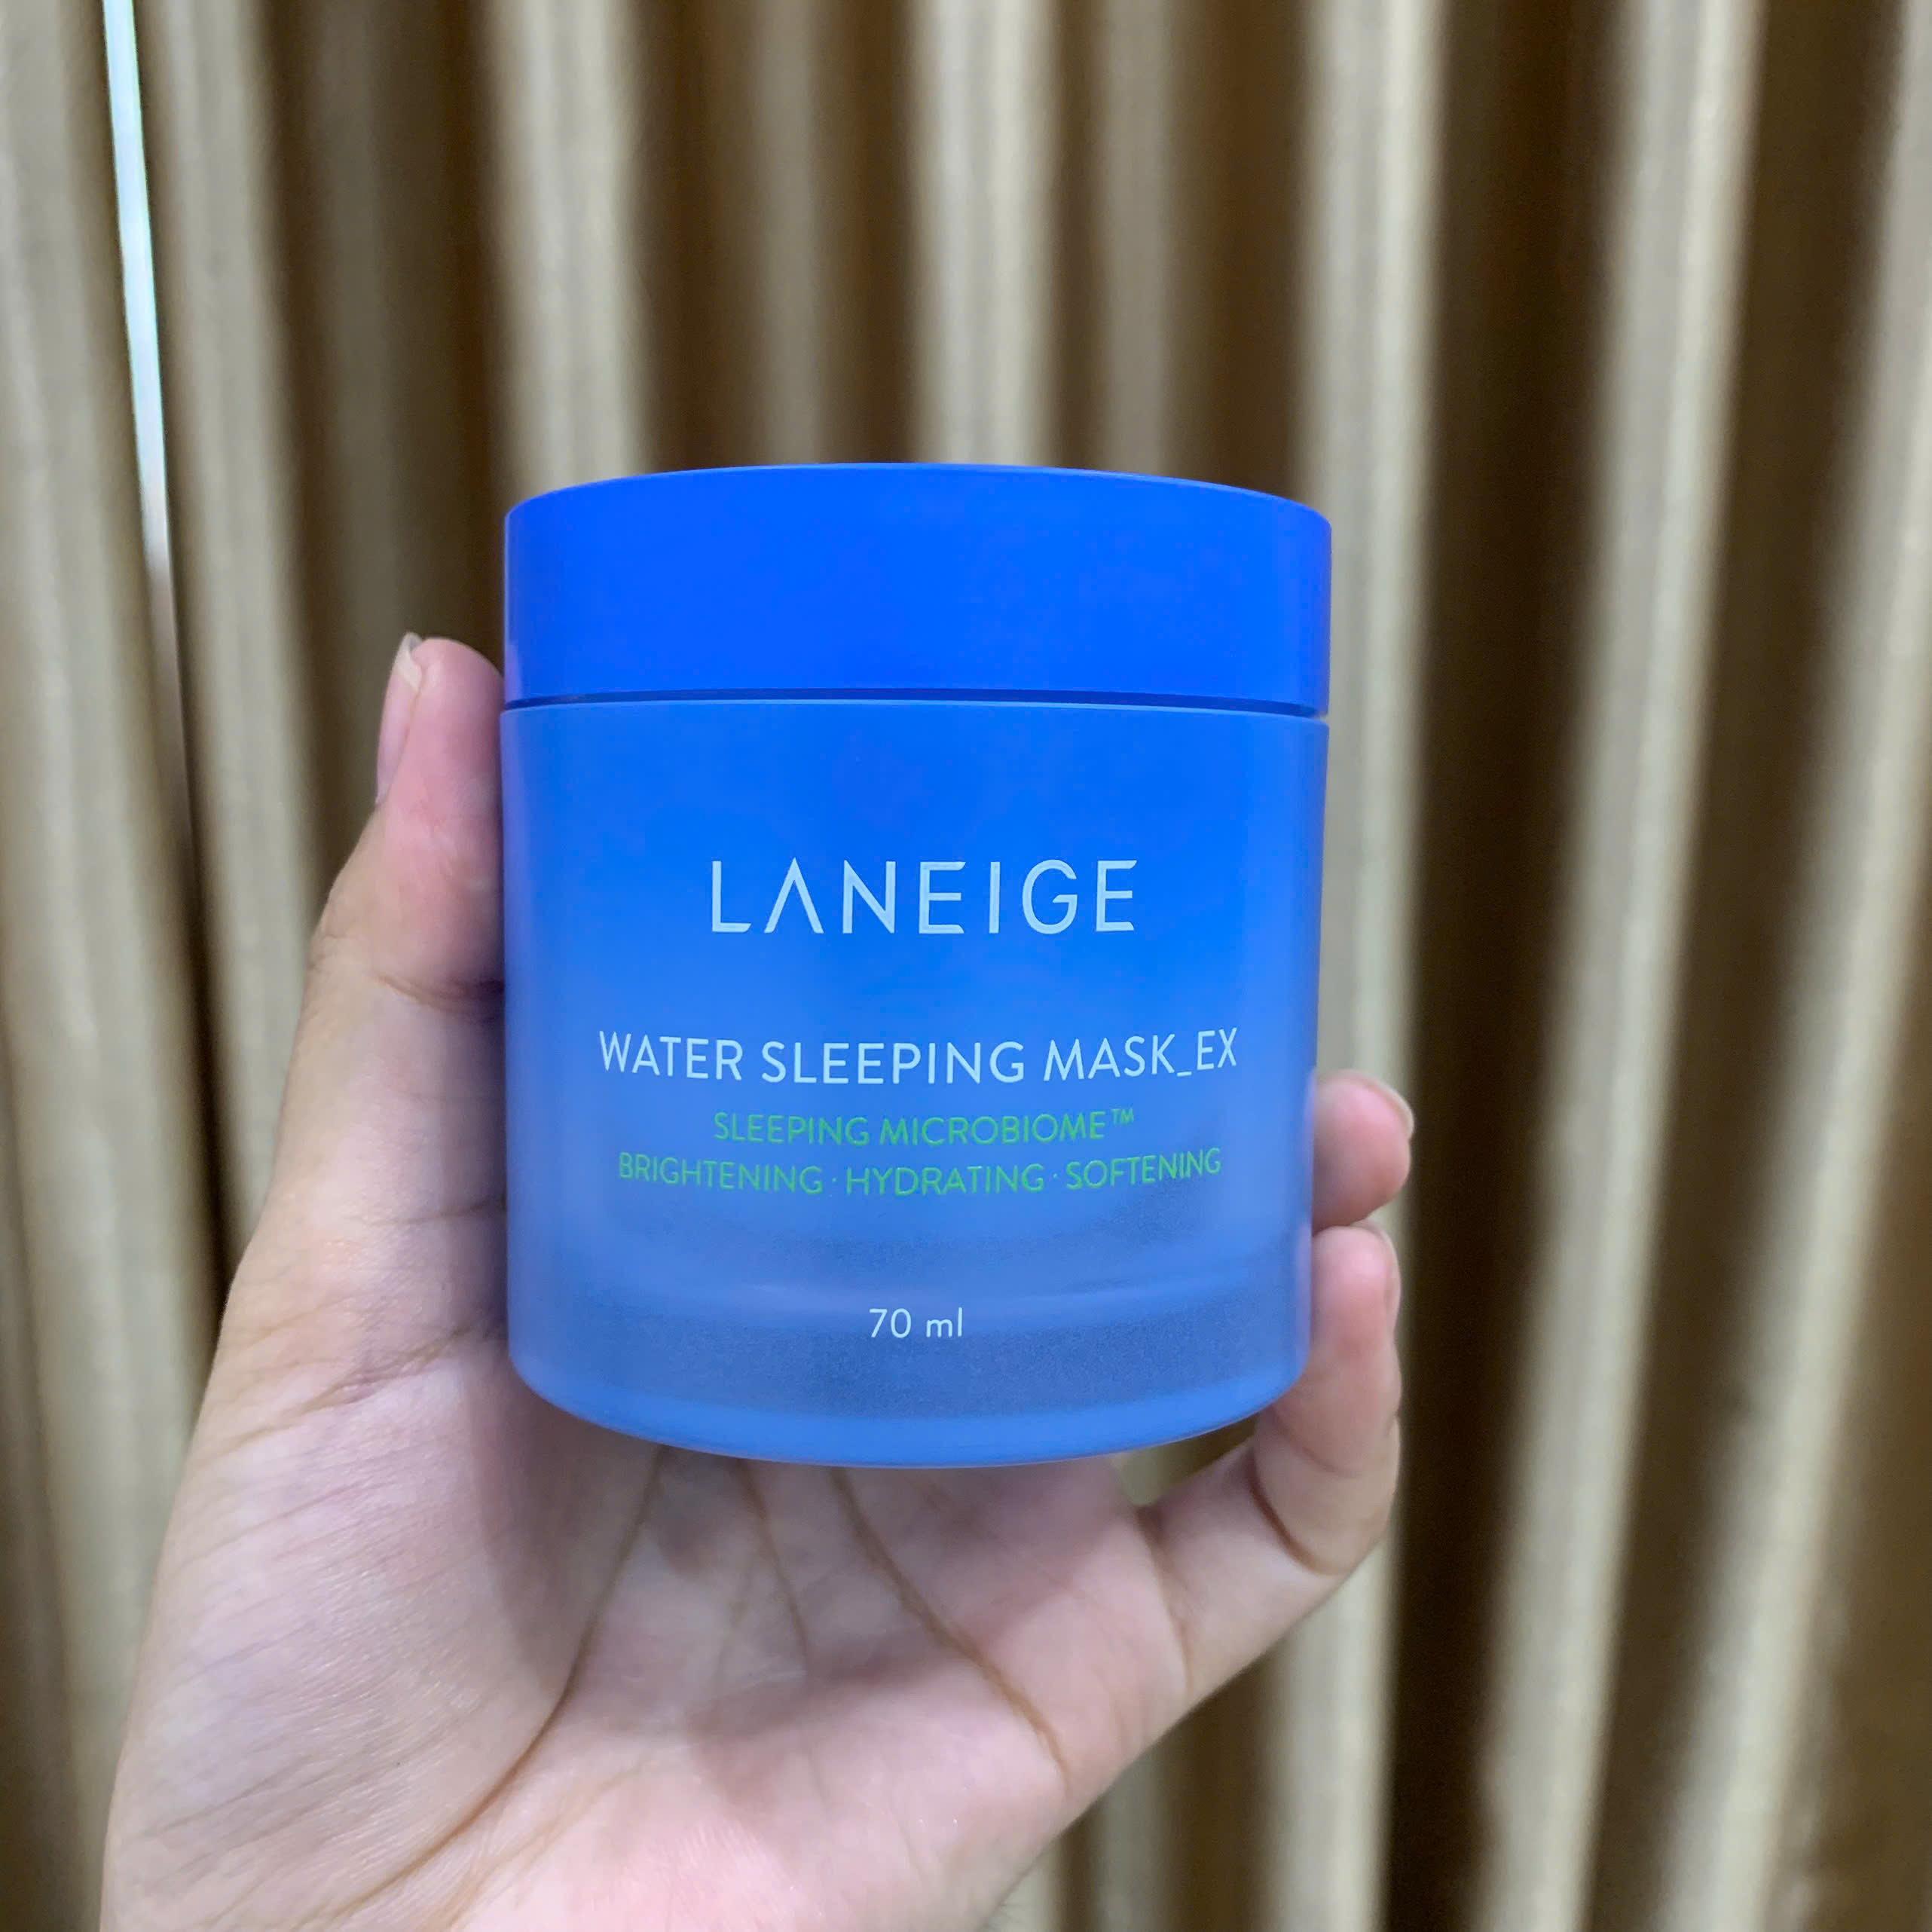 LANEIGE
WATER SLEEPING MASK_EX
SLEEPING MICROBIOME™
BRIGHTENING · HYDRATING · SOFTENING
70 ml